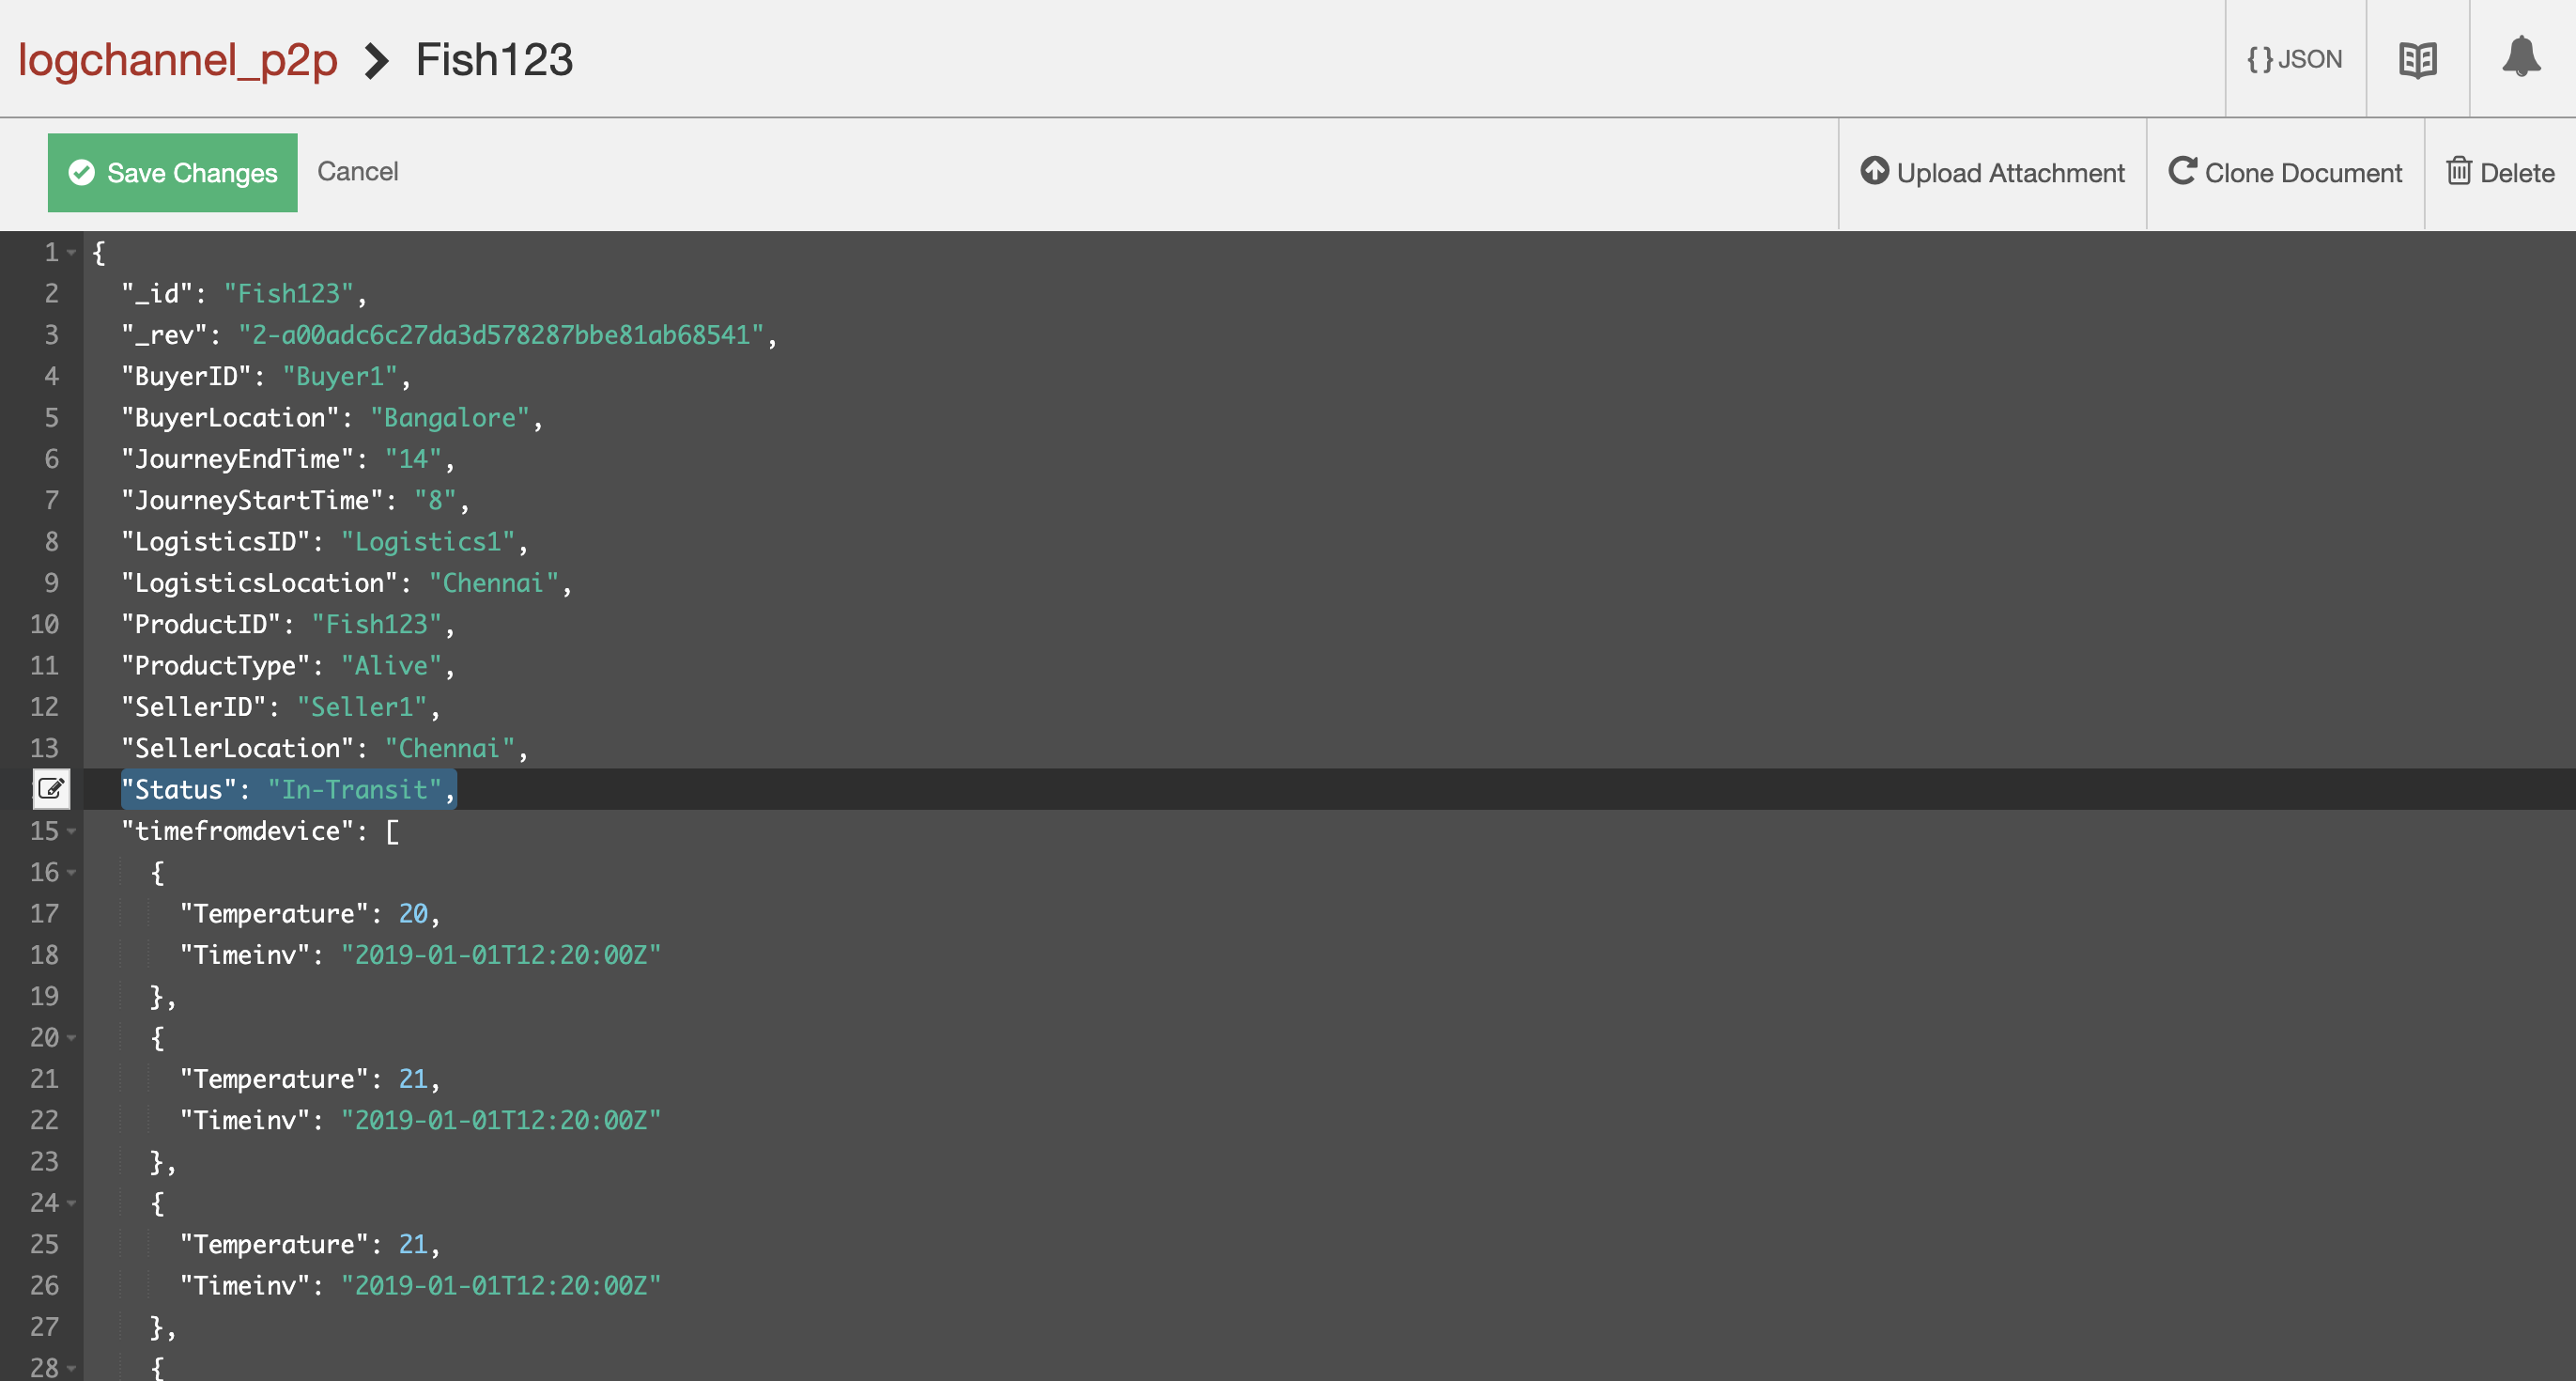 logchannel_p2p > Fish123
{} JSON
Save Changes Cancel Upload Attachment Clone Document Delete
1 {
2 "_id": "Fish123",
3 "_rev": "2-a00adc6c27da3d578287bbe81ab68541",
4 "BuyerID": "Buyer1",
5 "BuyerLocation": "Bangalore",
6 "JourneyEndTime": "14",
7 "JourneyStartTime": "8",
8 "LogisticsID": "Logistics1",
9 "LogisticsLocation": "Chennai",
10 "ProductID": "Fish123",
11 "ProductType": "Alive",
12 "SellerID": "Seller1",
13 "SellerLocation": "Chennai",
"Status": "In-Transit",
15 "timefromdevice": [
16 {
17 "Temperature": 20,
18 "Timeinv": "2019-01-01T12:20:00Z"
19 },
20 {
21 "Temperature": 21,
22 "Timeinv": "2019-01-01T12:20:00Z"
23 },
24 {
25 "Temperature": 21,
26 "Timeinv": "2019-01-01T12:20:00Z"
27 },
28 {